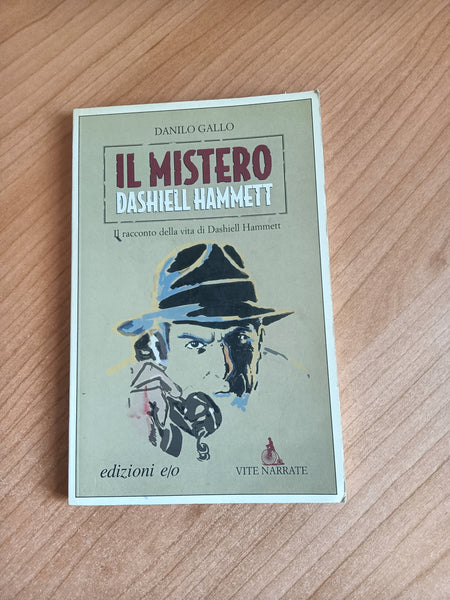 DANILO GALLO
IL MISTERO
DASHIELL HAMMETT
Il racconto della vita di Dashiell Hammett
edizioni e/o
VITE NARRATE